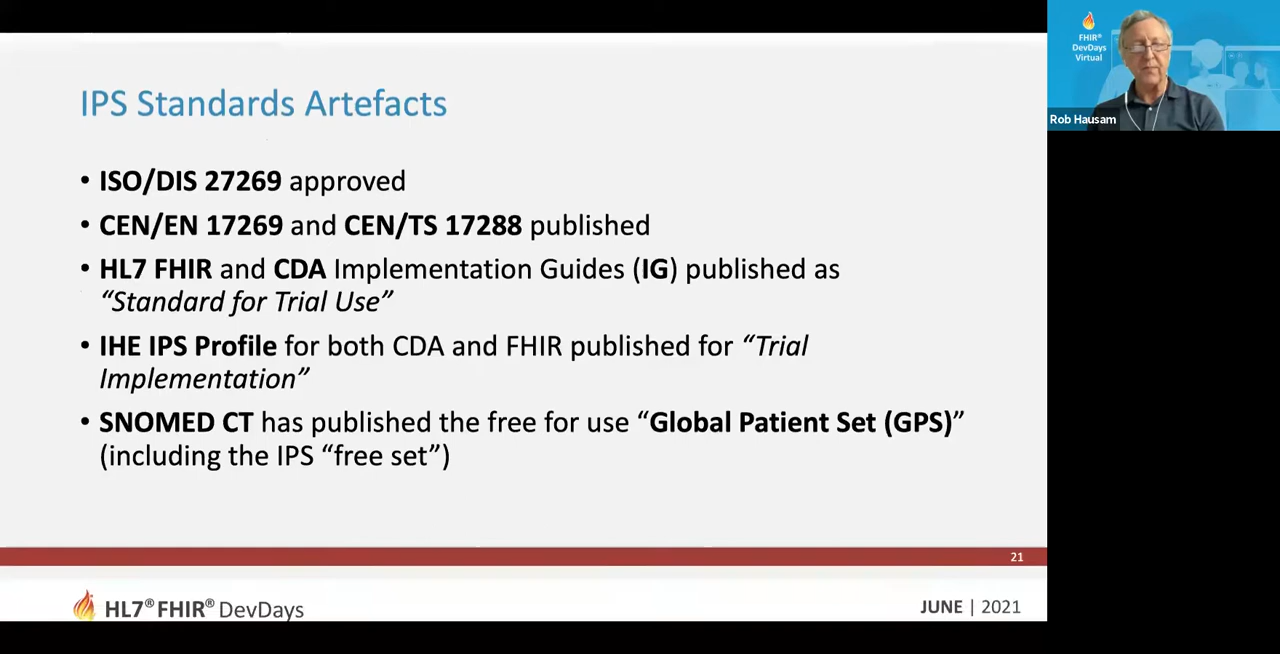 IPS Standards Artefacts
• ISO/DIS 27269 approved
• CEN/EN 17269 and CEN/TS 17288 published
• HL7 FHIR and CDA Implementation Guides (IG) published as
“Standard for Trial Use”
• IHE IPS Profile for both CDA and FHIR published for “Trial
Implementation”
• SNOMED CT has published the free for use “Global Patient Set (GPS)”
(including the IPS “free set”)
21
HL7® FHIR® DevDays
JUNE | 2021
FHIR®
DevDays
Virtual
Rob Hausam